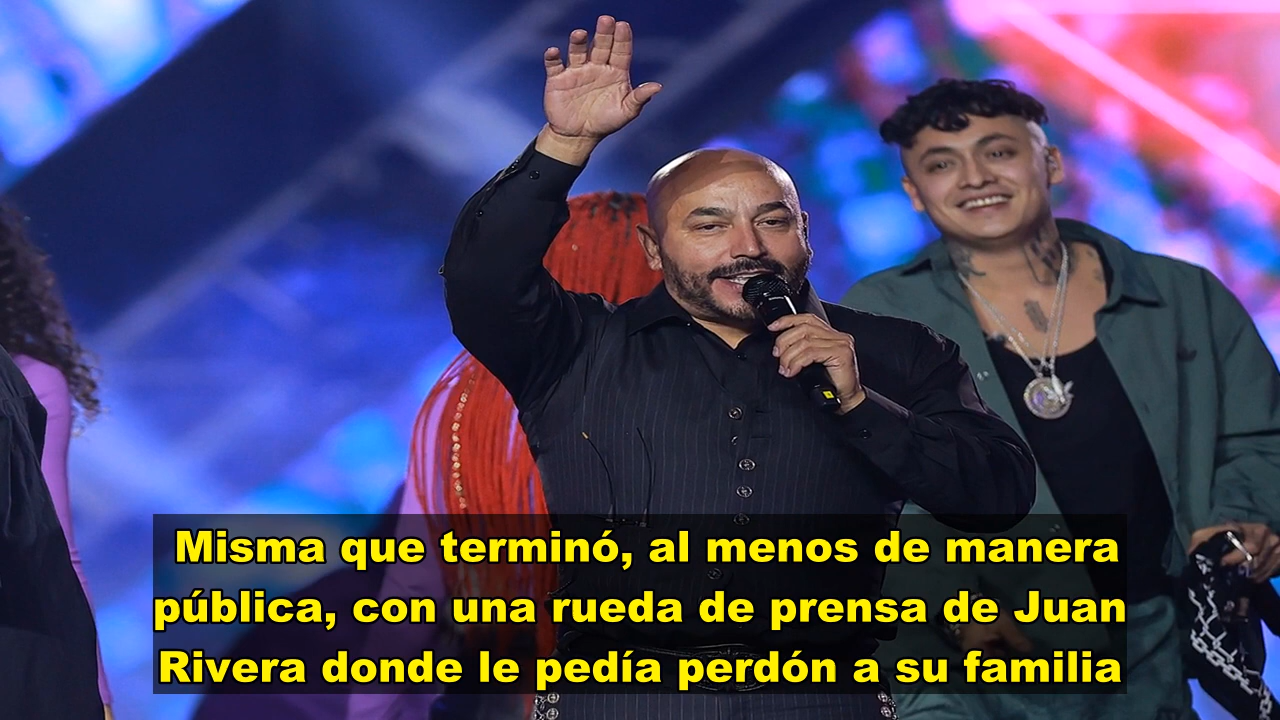 Misma que terminó, al menos de manera
pública, con una rueda de prensa de Juan
Rivera donde le pedía perdón a su familia